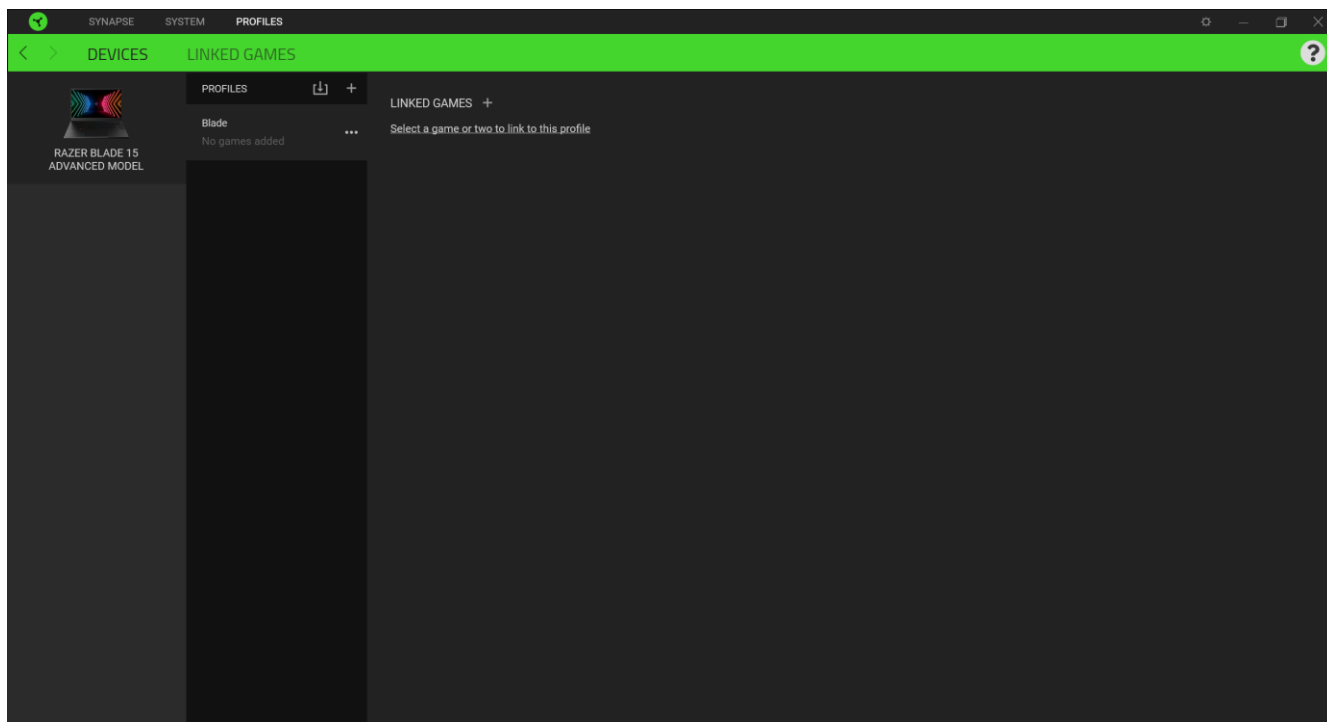 SYNAPSE SYSTEM PROFILES
DEVICES LINKED GAMES
?
RAZER BLADE 15
ADVANCED MODEL
PROFILES
Blade
No games added
LINKED GAMES +
Select a game or two to link to this profile